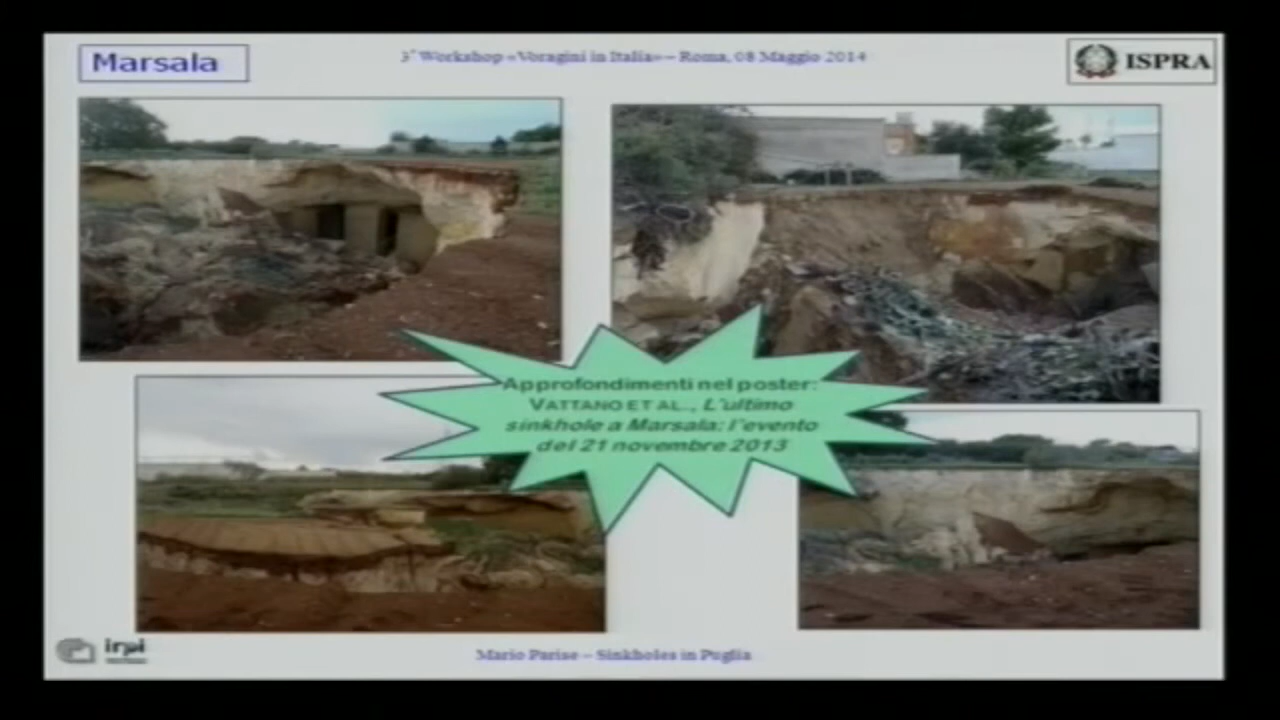 Marsala
3° Workshop «Voragini in Italia» – Roma, 08 Maggio 2014
ISPRA
Approfondimenti nel poster:
VATTANO ET AL., L'ultimo
sinkhole a Marsala: l'evento
del 21 novembre 2013
irpi
Mario Parise – Sinkholes in Puglia